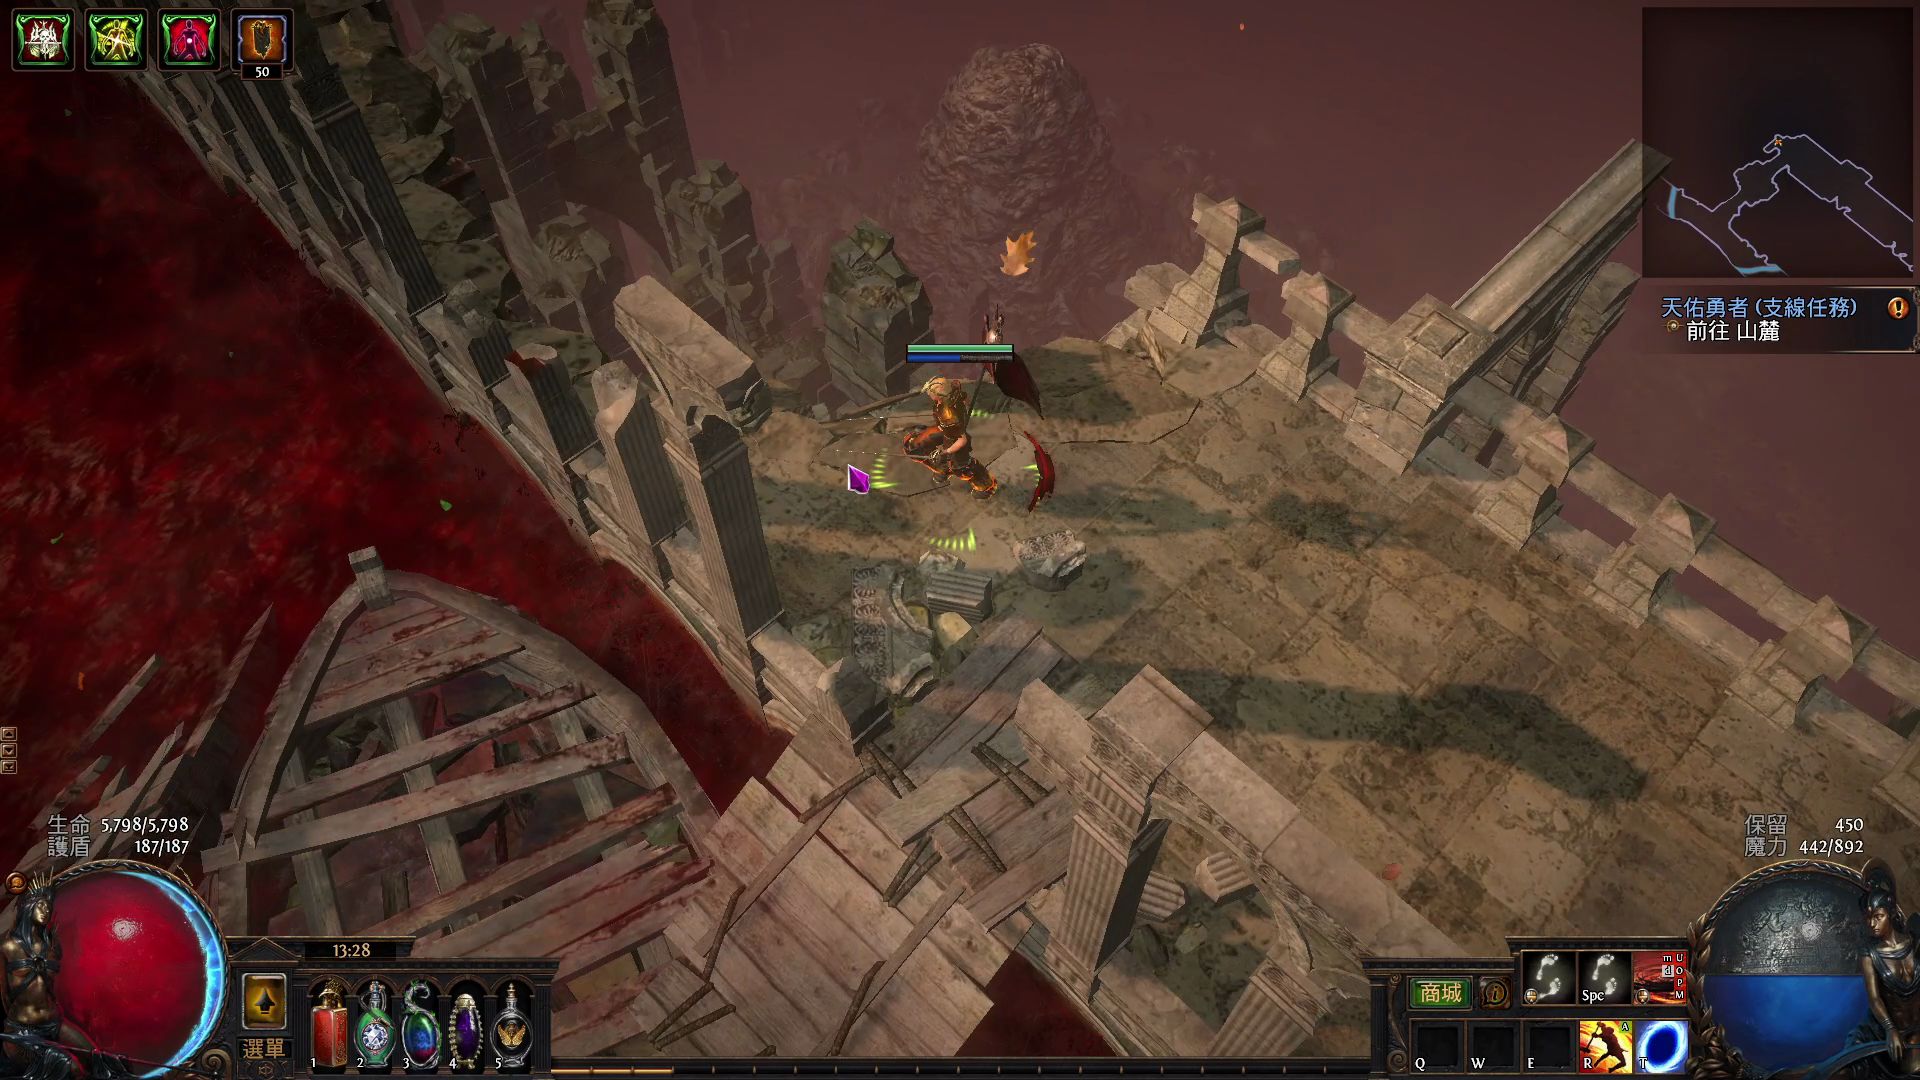 50
天佑勇者 (支線任務)
前往 山麓
生命 5,798/5,798
護盾 187/187
保留 450
魔力 442/892
13:28
選單
1
2
3
4
5
商城
Spc
Q
W
E
R
A
T